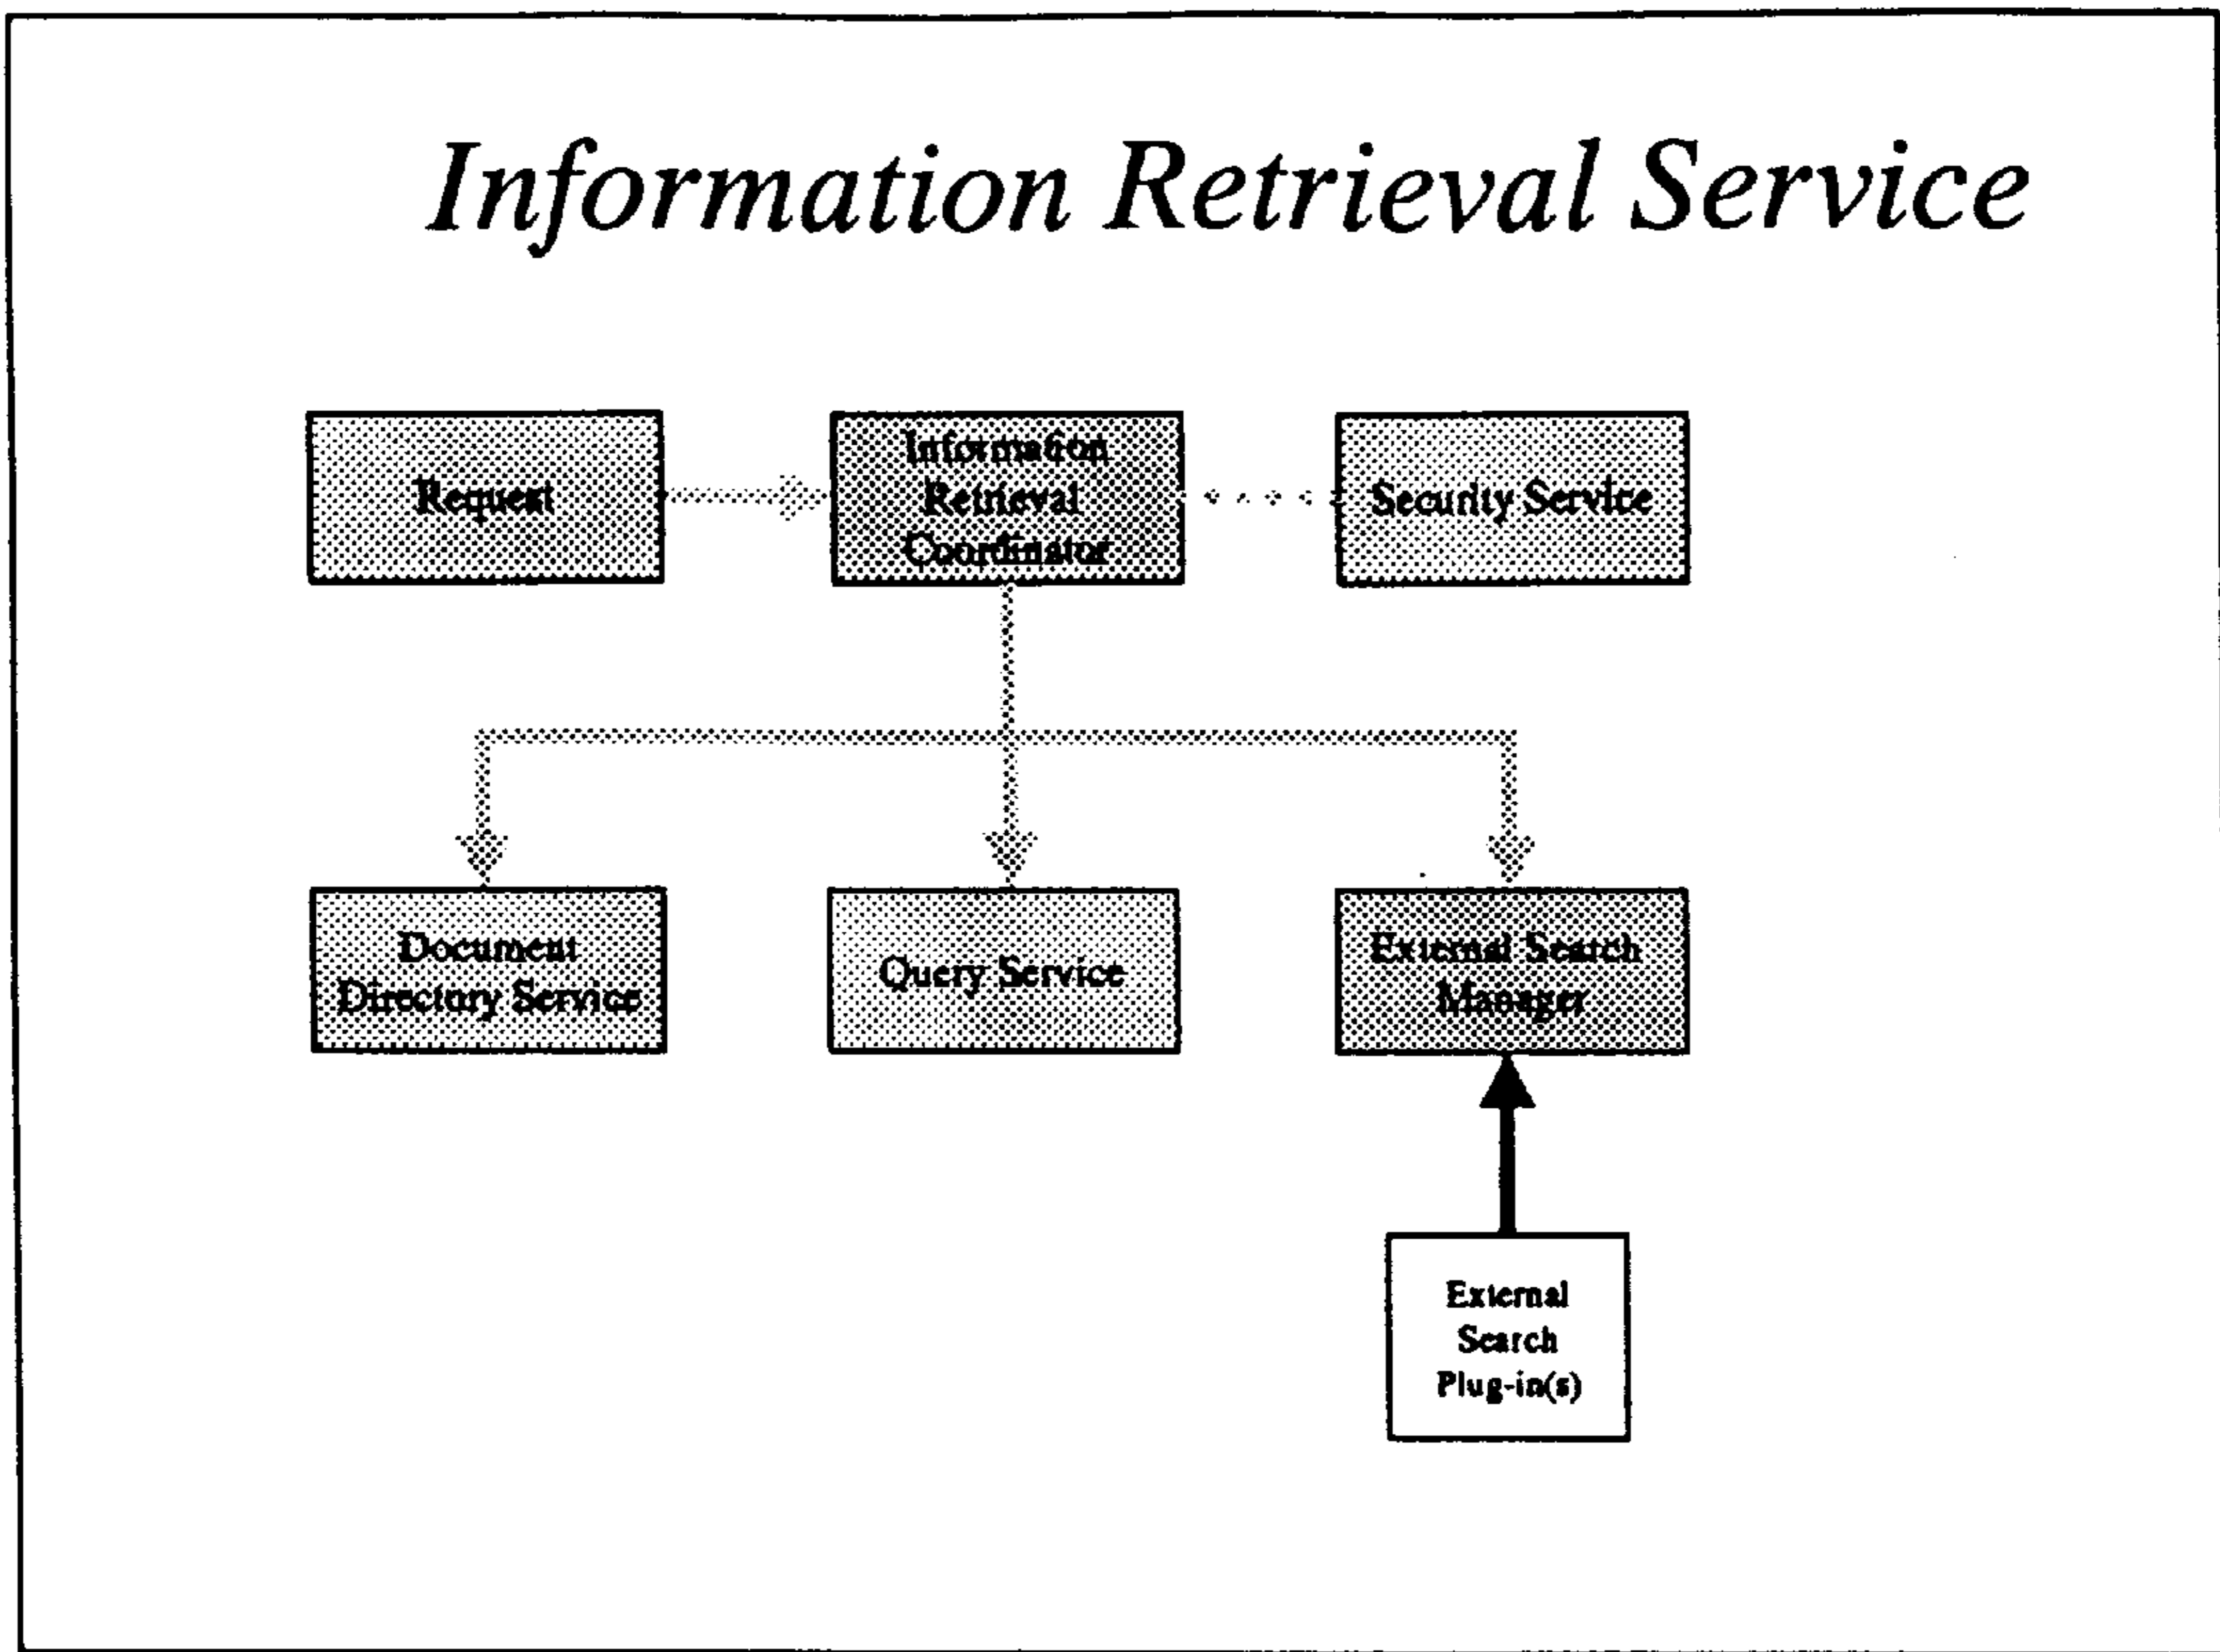 Information Retrieval Service
Request
Information
Retrieval
Coordinator
Security Service
Document
Directory Service
Query Service
External Search
Manager
External
Search
Plug-in(s)